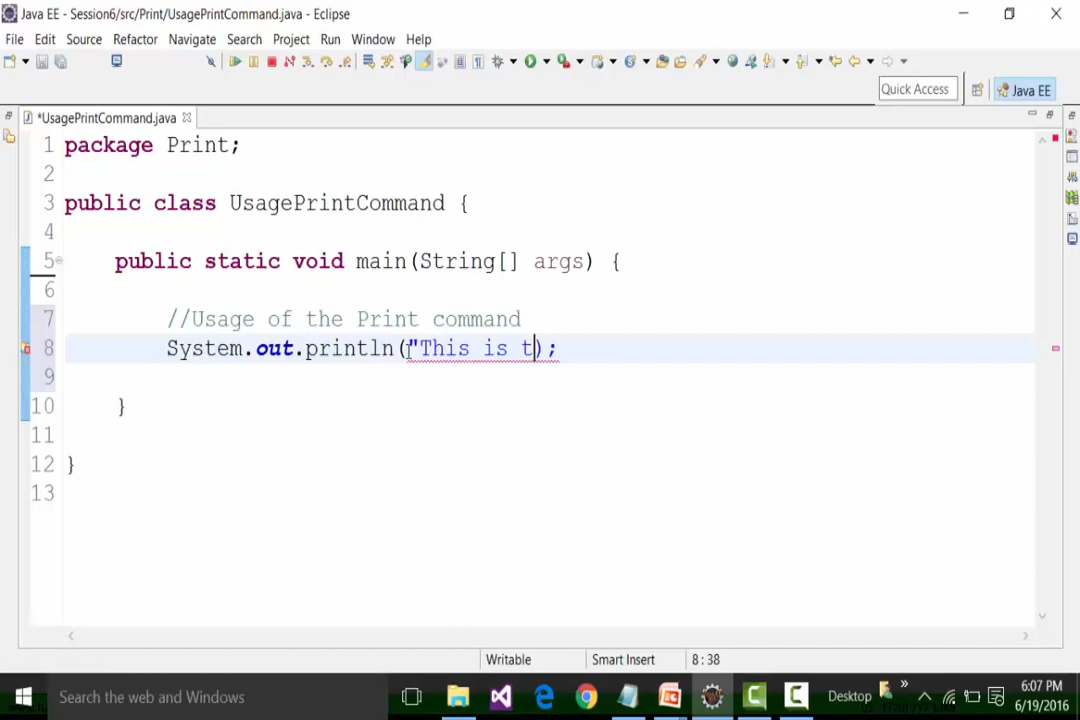 Java EE - Session6/src/Print/UsagePrintCommand.java - Eclipse
File Edit Source Refactor Navigate Search Project Run Window Help
Quick Access
Java EE
*UsagePrintCommand.java
1 package Print;
2
3 public class UsagePrintCommand {
4
5 public static void main(String[] args) {
6
7 //Usage of the Print command
8 System.out.println("This is t);
9
10 }
11
12 }
13
Writable Smart Insert 8 : 38
Search the web and Windows
Desktop
6:07 PM
6/19/2016